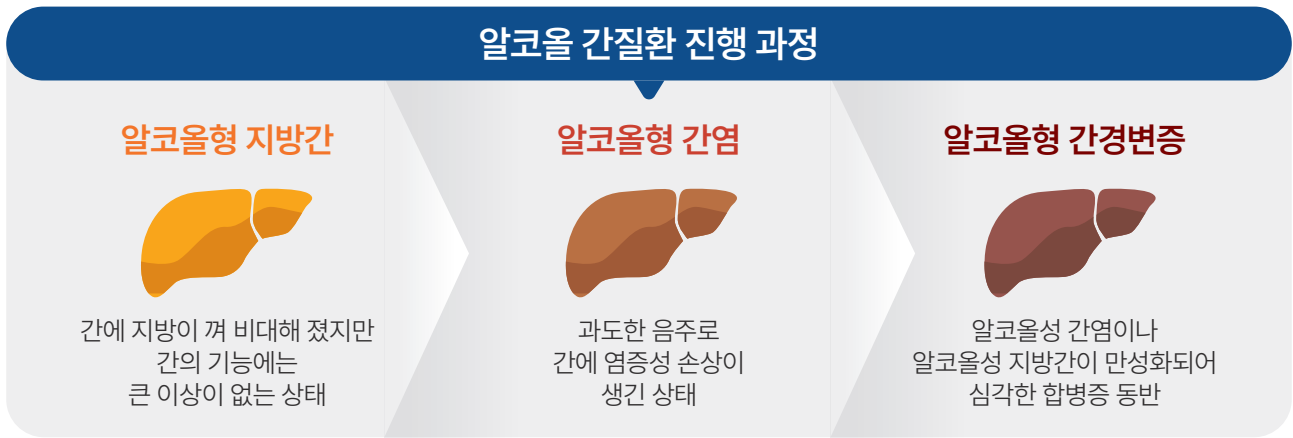 알코올 간질환 진행 과정
알코올형 지방간
간에 지방이 껴 비대해 졌지만
간의 기능에는
큰 이상이 없는 상태
알코올형 간염
과도한 음주로
간에 염증성 손상이
생긴 상태
알코올형 간경변증
알코올성 간염이나
알코올성 지방간이 만성화되어
심각한 합병증 동반